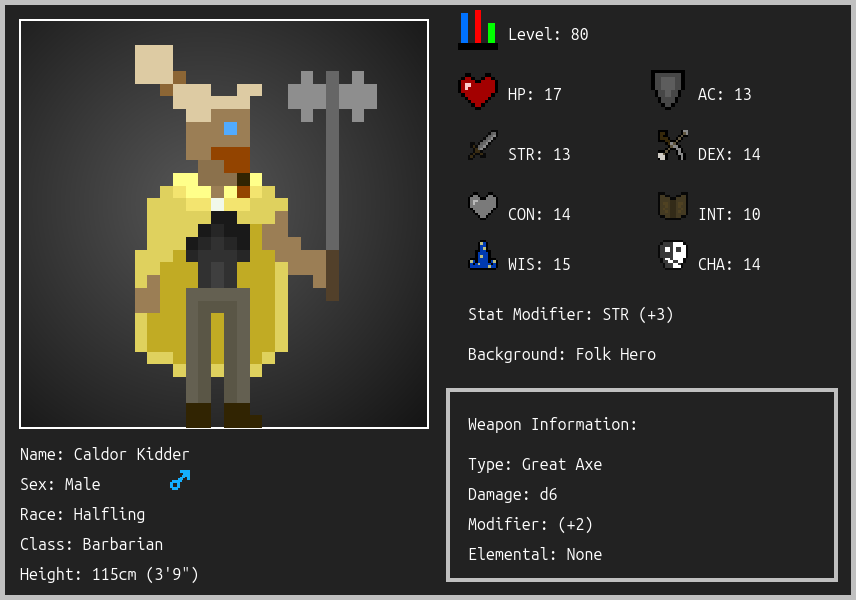 Level: 80
HP: 17
AC: 13
STR: 13
DEX: 14
CON: 14
INT: 10
WIS: 15
CHA: 14
Stat Modifier: STR (+3)
Background: Folk Hero
Weapon Information:
Type: Great Axe
Damage: d6
Modifier: (+2)
Elemental: None
Name: Caldor Kidder
Sex: Male
Race: Halfling
Class: Barbarian
Height: 115cm (3'9")